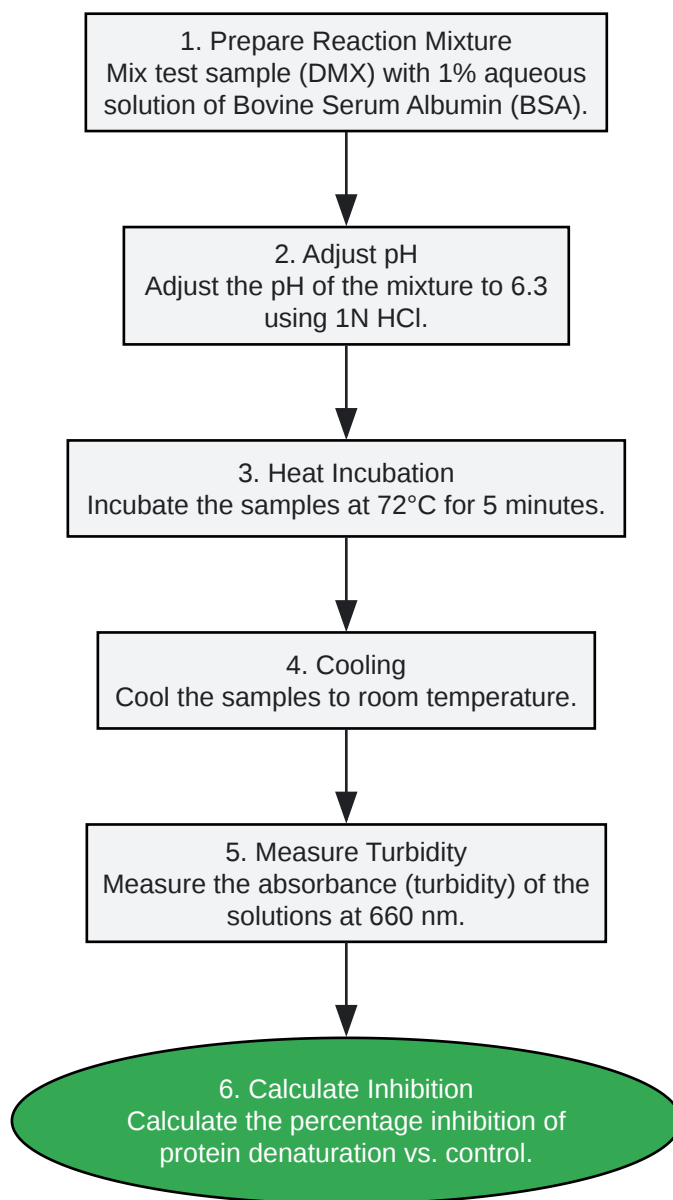 1. Prepare Reaction Mixture
Mix test sample (DMX) with 1% aqueous
solution of Bovine Serum Albumin (BSA).
2. Adjust pH
Adjust the pH of the mixture to 6.3
using 1N HCl.
3. Heat Incubation
Incubate the samples at 72°C for 5 minutes.
4. Cooling
Cool the samples to room temperature.
5. Measure Turbidity
Measure the absorbance (turbidity) of the
solutions at 660 nm.
6. Calculate Inhibition
Calculate the percentage inhibition of
protein denaturation vs. control.